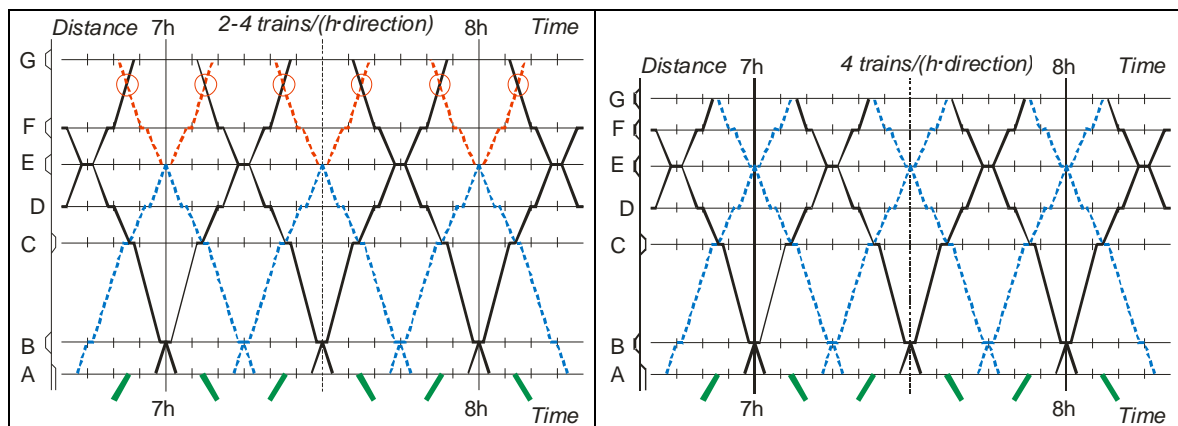 Distance 7h 2-4 trains/(h·direction) 8h Time
G
F
E
D
C
B
A
7h 8h Time
Distance 7h 4 trains/(h·direction) 8h Time
G
F
E
D
C
B
A
7h 8h Time